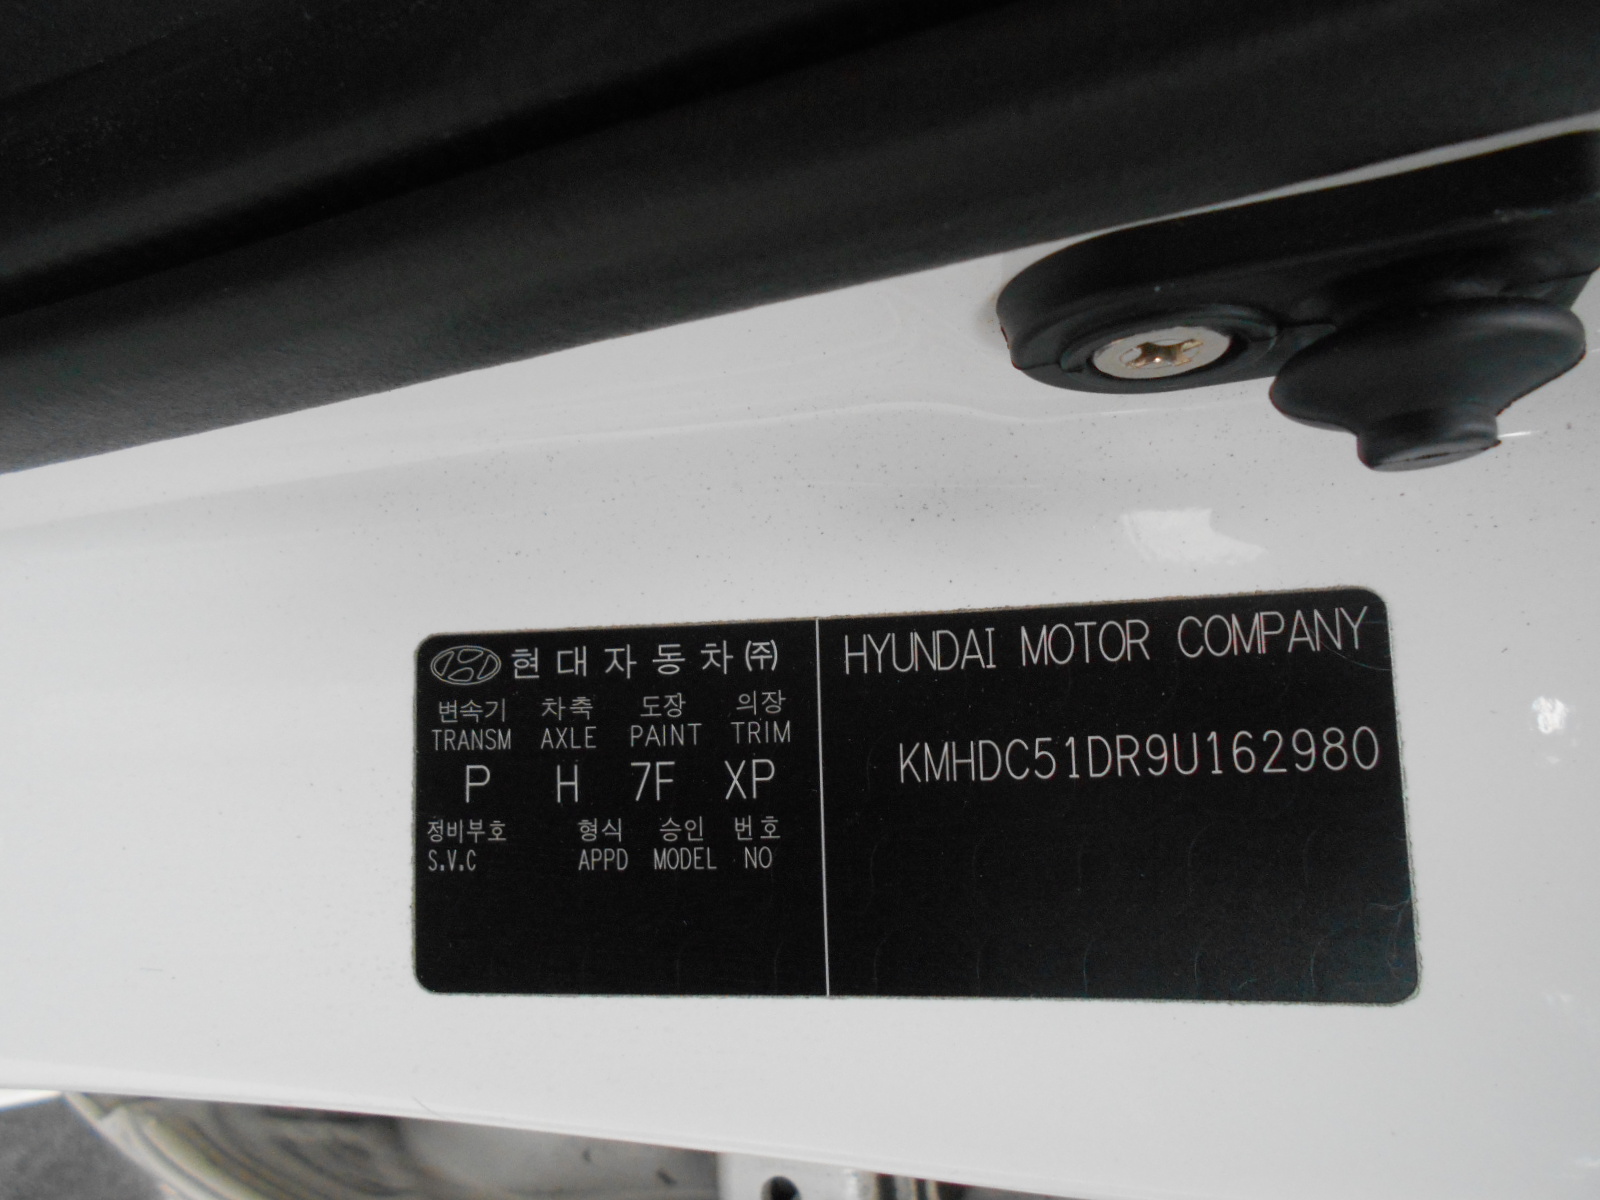 현대자동차㈜
변속기 차축 도장 의장
TRANSM AXLE PAINT TRIM
P H 7F XP
정비부호 형식 승인 번호
S.V.C APPD MODEL NO
HYUNDAI MOTOR COMPANY
KMHDC51DR9U162980